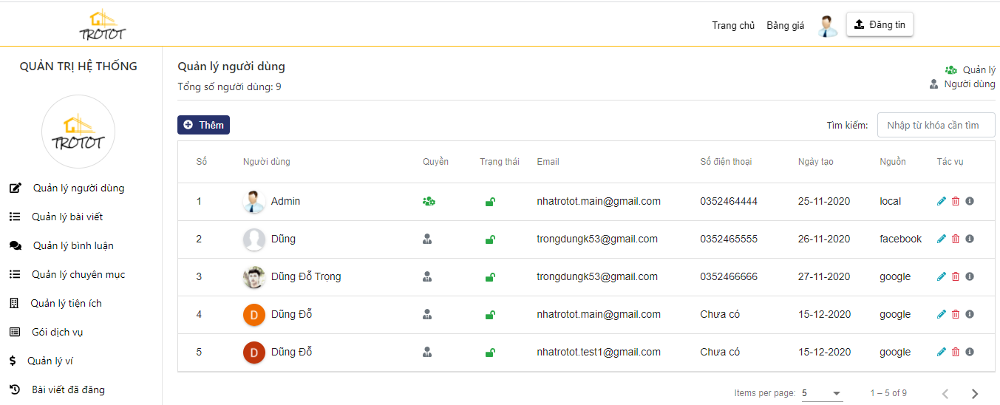 TROTOT
Trang chủ Bảng giá Đăng tin
QUẢN TRỊ HỆ THỐNG
TROTOT
Quản lý người dùng
Quản lý bài viết
Quản lý bình luận
Quản lý chuyên mục
Quản lý tiện ích
Gói dịch vụ
Quản lý ví
Bài viết đã đăng
Quản lý người dùng
Tổng số người dùng: 9
Quản lý
Người dùng
Thêm
Tìm kiếm: Nhập từ khóa cần tìm
Số Người dùng Quyền Trạng thái Email Số điện thoại Ngày tạo Nguồn Tác vụ
1 Admin nhatrotot.main@gmail.com 0352464444 25-11-2020 local
2 Dũng trongdungk53@gmail.com 0352465555 26-11-2020 facebook
3 Dũng Đỗ Trọng trongdungk53@gmail.com 0352466666 27-11-2020 google
4 D Dũng Đỗ nhatrotot.main@gmail.com Chưa có 15-12-2020 google
5 D Dũng Đỗ nhatrotot.test1@gmail.com Chưa có 15-12-2020 google
Items per page: 5 1 – 5 of 9